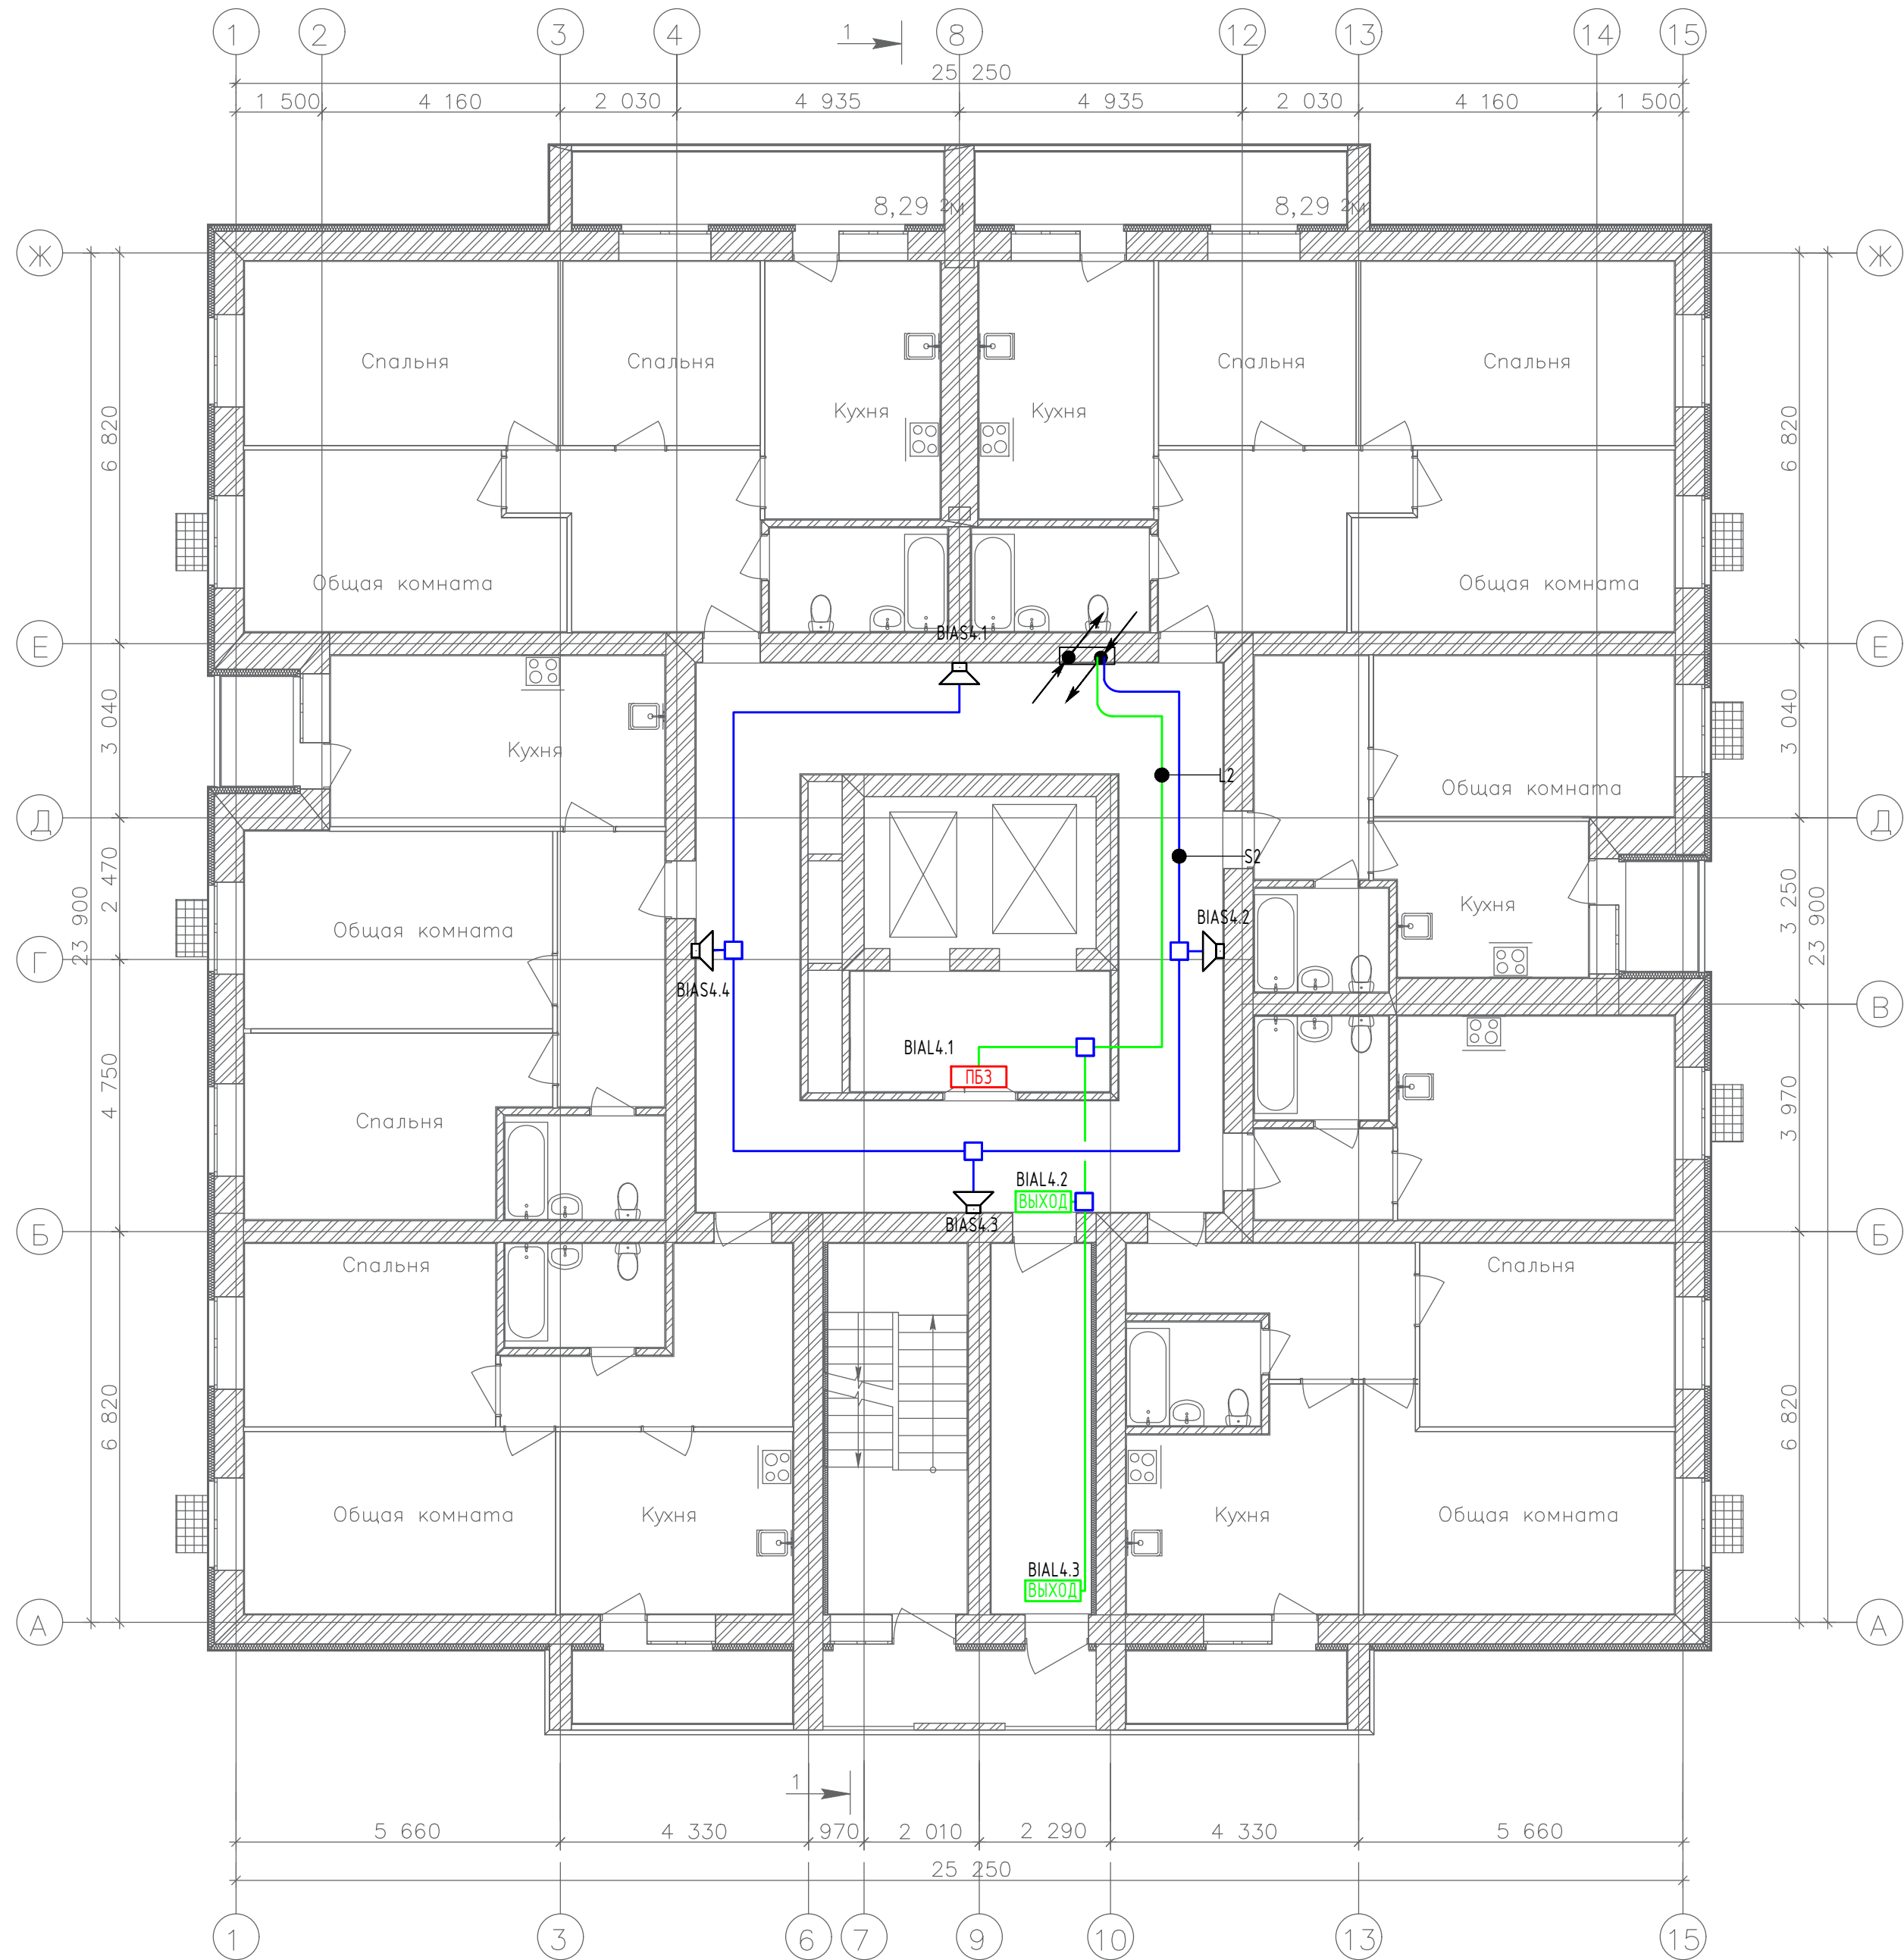 1 2 3 4 8 12 13 14 15
1
25 250
1 500 4 160 2 030 4 935 4 935 2 030 4 160 1 500
8,29 м2
8,29 м2
Ж Ж
Спальня Спальня Спальня Спальня
Кухня Кухня
6 820 6 820
Общая комната Общая комната
BIAS4.1
Е Е
3 040 3 040
Кухня
L2
Общая комната
Д Д
S2
2 470
Кухня
3 250
BIAS4.2
23 900 23 900
Общая комната
Г
BIAS4.4
В
BIAL4.1
ПБЗ
4 750 3 970
Спальня
BIAL4.2
ВЫХОД
BIAS4.3
Б Б
Спальня Спальня
6 820 6 820
Общая комната Кухня Кухня Общая комната
BIAL4.3
ВЫХОД
А А
1
5 660 4 330 970 2 010 2 290 4 330 5 660
25 250
1 3 6 7 9 10 13 15